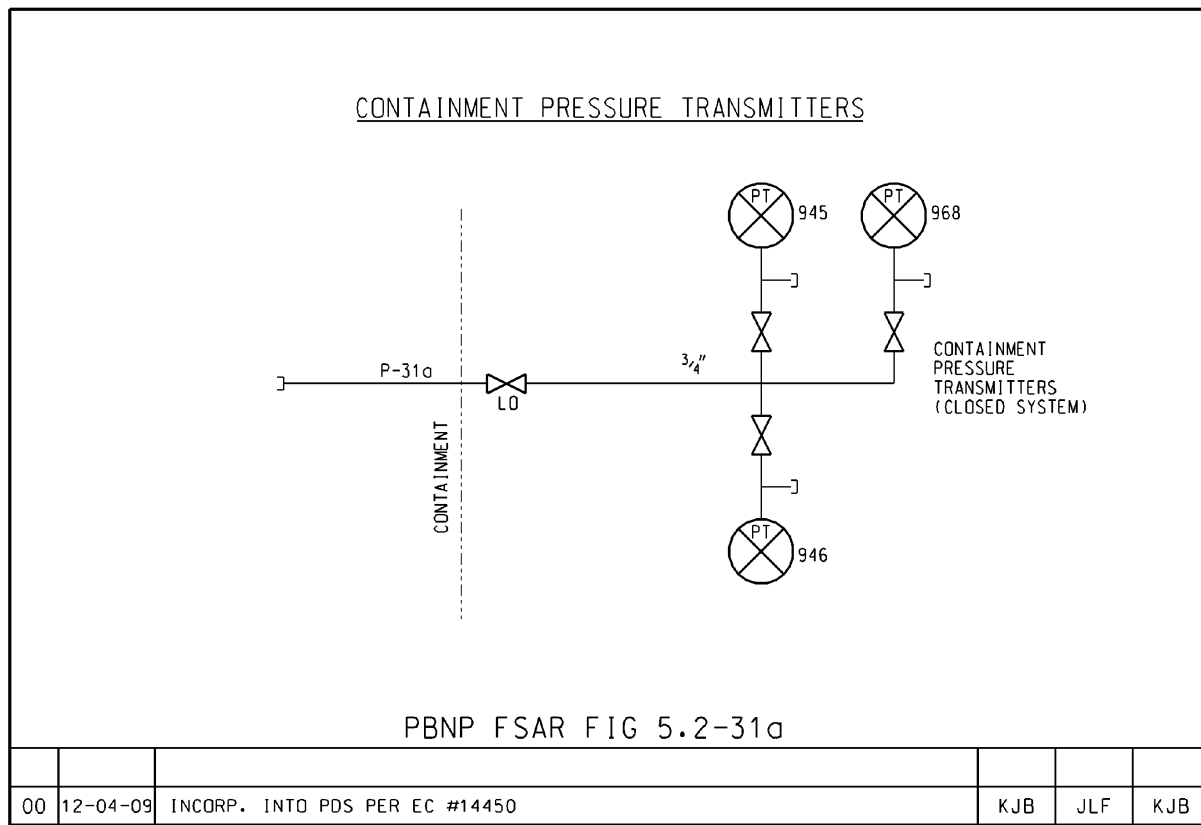 CONTAINMENT PRESSURE TRANSMITTERS
PT
945
PT
968
P-31a
LO
3/4"
CONTAINMENT
PRESSURE
TRANSMITTERS
(CLOSED SYSTEM)
CONTAINMENT
PT
946
PBNP FSAR FIG 5.2-31a
00 12-04-09 INCORP. INTO PDS PER EC #14450 KJB JLF KJB